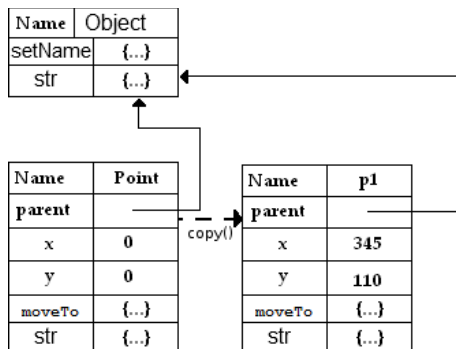 Name Object
setName {...}
str {...}
Name Point
parent
x 0
y 0
moveTo {...}
str {...}
copy()
Name p1
parent
x 345
y 110
moveTo {...}
str {...}